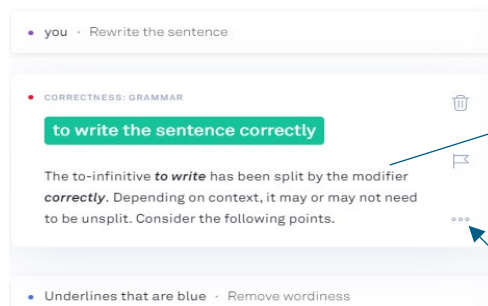 you · Rewrite the sentence
CORRECTNESS: GRAMMAR
to write the sentence correctly
The to-infinitive to write has been split by the modifier
correctly. Depending on context, it may or may not need
to be unsplit. Consider the following points.
Underlines that are blue · Remove wordiness